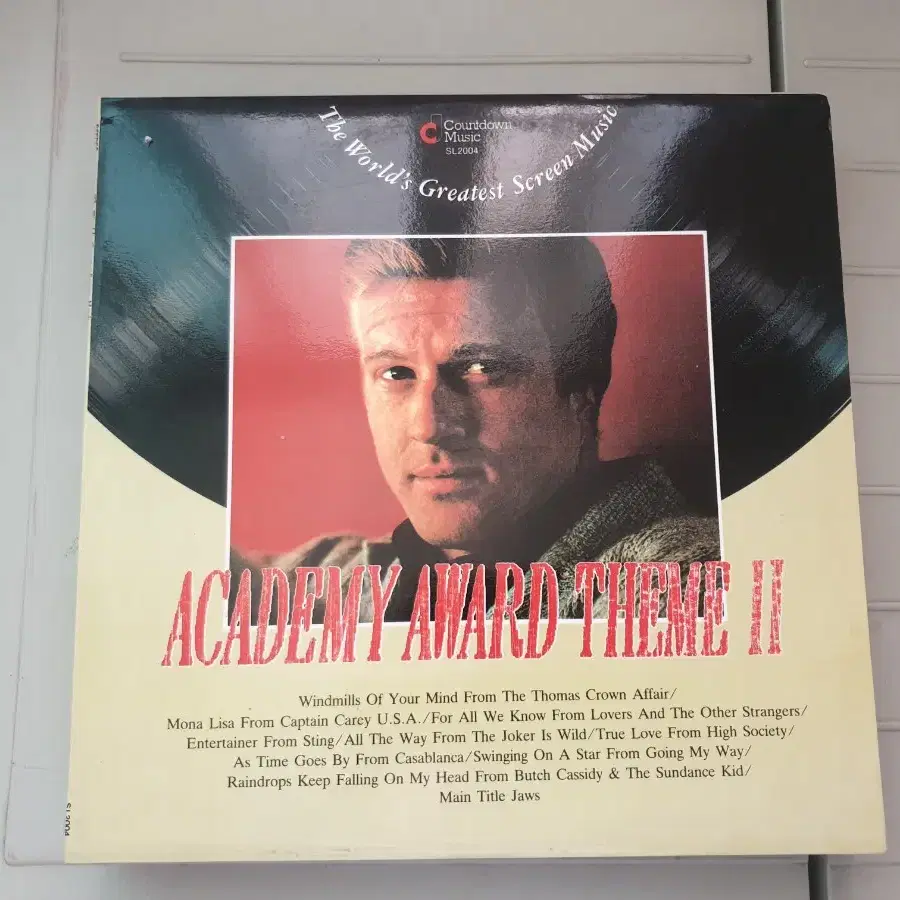 Countdown
Music
SL2004
The World's Greatest Screen Music
ACADEMY AWARD THEME II
Windmills Of Your Mind From The Thomas Crown Affair/
Mona Lisa From Captain Carey U.S.A./For All We Know From Lovers And The Other Strangers/
Entertainer From Sting/All The Way From The Joker Is Wild/True Love From High Society/
As Time Goes By From Casablanca/Swinging On A Star From Going My Way/
Raindrops Keep Falling On My Head From Butch Cassidy & The Sundance Kid/
Main Title Jaws